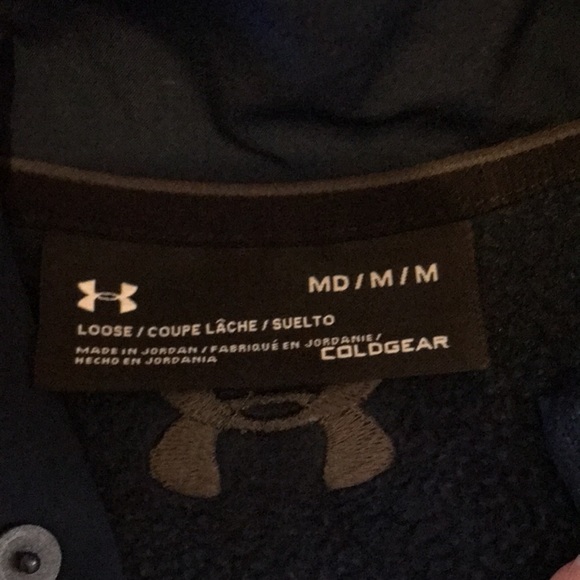 MD / M / M
LOOSE / COUPE LÂCHE / SUELTO
MADE IN JORDAN / FABRIQUÉ EN JORDANIE /
HECHO EN JORDANIA
COLDGEAR